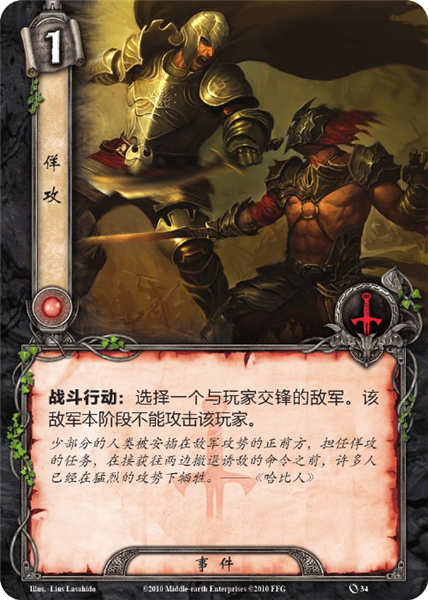 1
佯攻
战斗行动：选择一个与玩家交锋的敌军。该
敌军本阶段不能攻击该玩家。
少部分的人类被安插在敌军攻势的正前方，担任佯攻
的任务，在接获往两边撤退诱敌的命令之前，许多人
已经在猛烈的攻势下牺牲。——《哈比人》
事件
Illus. Lius Lasahido
©2010 Middle-earth Enterprises ©2010 FFG
34